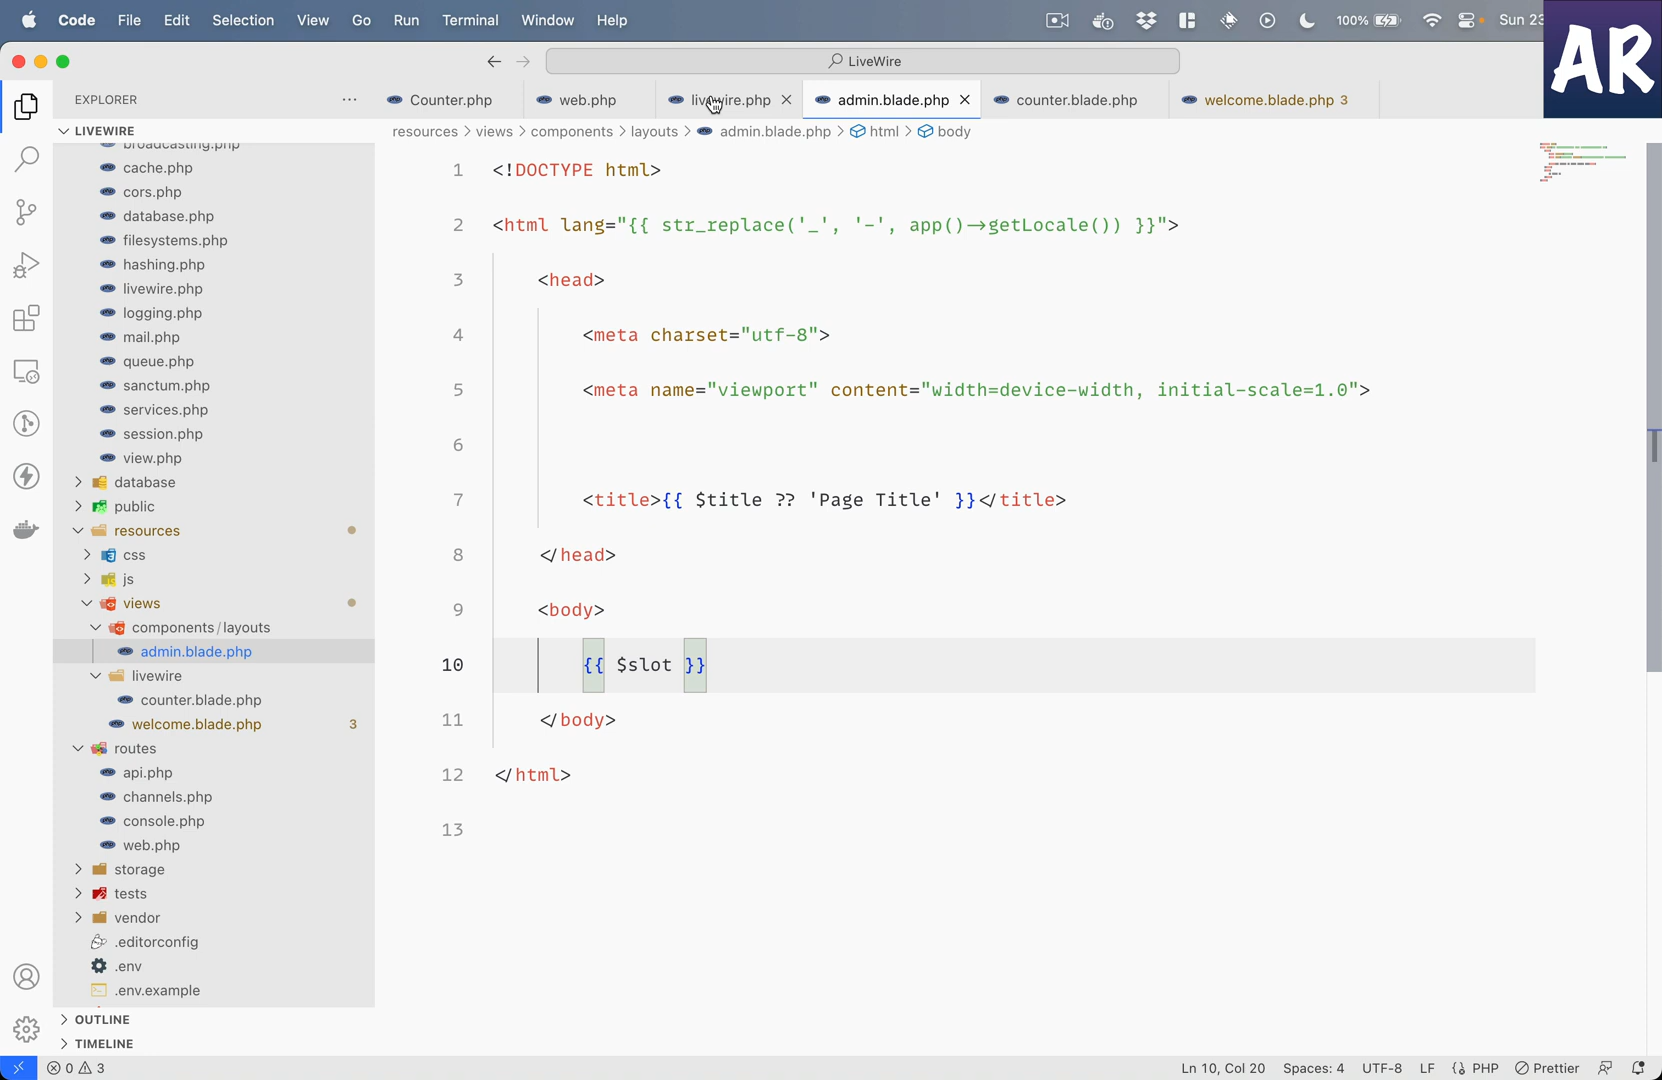 Code File Edit Selection View Go Run Terminal Window Help 100% Sun 23
AR
LiveWire
EXPLORER
Counter.php web.php livewire.php admin.blade.php counter.blade.php welcome.blade.php 3
LIVEWIRE
resources > views > components > layouts > admin.blade.php > html > body
broadcasting.php
cache.php
cors.php
database.php
filesystems.php
hashing.php
livewire.php
logging.php
mail.php
queue.php
sanctum.php
services.php
session.php
view.php
database
public
resources
css
js
views
components/layouts
admin.blade.php
livewire
counter.blade.php
welcome.blade.php 3
routes
api.php
channels.php
console.php
web.php
storage
tests
vendor
.editorconfig
.env
.env.example
OUTLINE
TIMELINE
1 <!DOCTYPE html>
2 <html lang="{{ str_replace('_', '-', app()->getLocale()) }}">
3 <head>
4 <meta charset="utf-8">
5 <meta name="viewport" content="width=device-width, initial-scale=1.0">
6
7 <title>{{ $title ?? 'Page Title' }}</title>
8 </head>
9 <body>
10 {{ $slot }}
11 </body>
12 </html>
13
0 3 Ln 10, Col 20 Spaces: 4 UTF-8 LF PHP Prettier